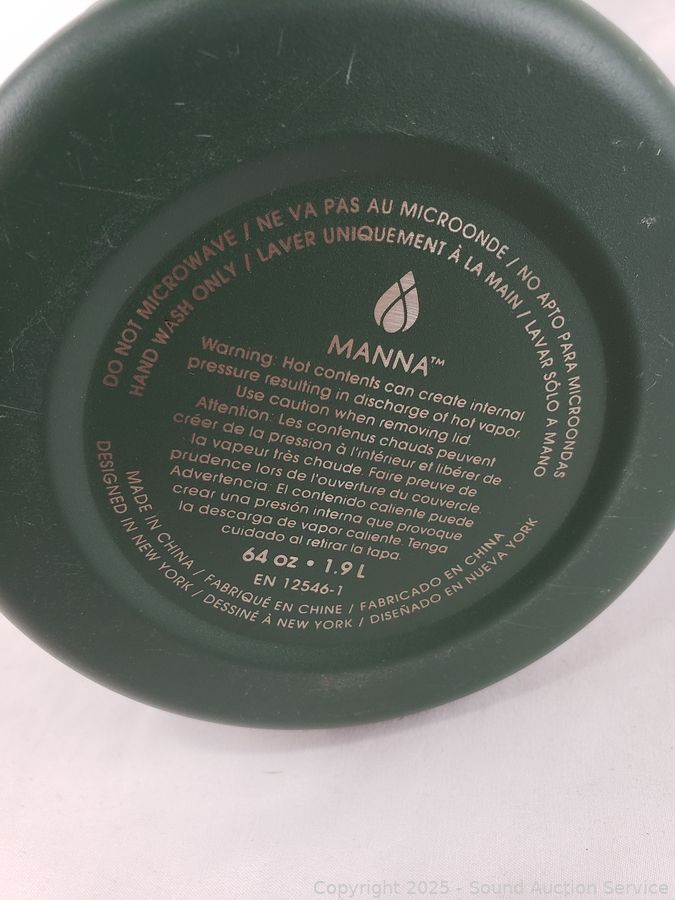 DO NOT MICROWAVE / NE VA PAS AU MICROONDE / NO APTO PARA MICROONDAS
HAND WASH ONLY / LAVER UNIQUEMENT À LA MAIN / LAVAR SÓLO A MANO
MANNA™
Warning: Hot contents can create internal
pressure resulting in discharge of hot vapor.
Use caution when removing lid.
Attention: Les contenus chauds peuvent
créer de la pression à l'intérieur et libérer de
la vapeur très chaude. Faire preuve de
prudence lors de l'ouverture du couvercle.
Advertencia: El contenido caliente puede
crear una presión interna que provoque
la descarga de vapor caliente. Tenga
cuidado al retirar la tapa.
64 oz • 1.9 L
EN 12546-1
MADE IN CHINA / FABRIQUÉ EN CHINE / FABRICADO EN CHINA
DESIGNED IN NEW YORK / DESSINÉ À NEW YORK / DISEÑADO EN NUEVA YORK
Copyright 2025 - Sound Auction Service